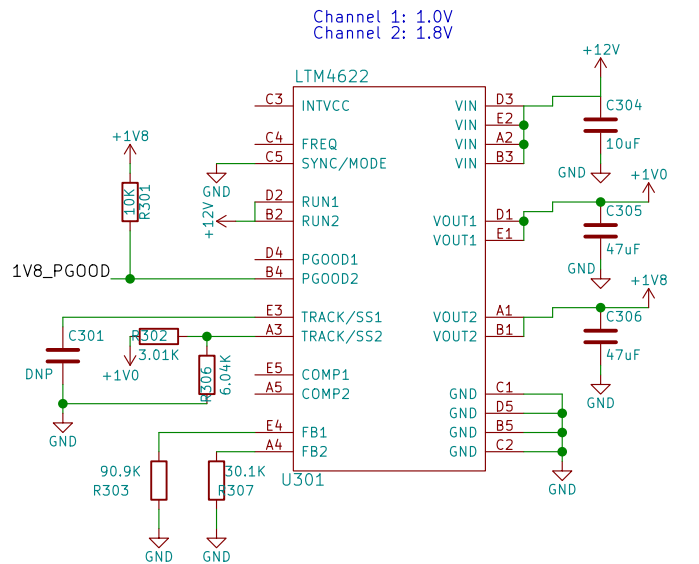 Channel 1: 1.0V
Channel 2: 1.8V
+12V
LTM4622
C3 INTVCC VIN D3
C304
VIN E2
+1V8
C4 FREQ VIN A2 10uF
C5 SYNC/MODE VIN B3
GND
GND
+1V0
10K
R301
D2 RUN1
+12V
B2 RUN2 VOUT1 D1 C305
VOUT1 E1
47uF
D4 PGOOD1
GND
1V8_PGOOD B4 PGOOD2
+1V8
E3 TRACK/SS1 VOUT2 A1 C306
C301 R302 A3 TRACK/SS2 VOUT2 B1
3.01K 47uF
DNP +1V0
R306
6.04K
E5 COMP1
A5 COMP2 GND C1
GND
GND D5
GND
E4 FB1 GND B5
A4 FB2 GND C2
90.9K 30.1K
R303 R307
U301
GND
GND GND